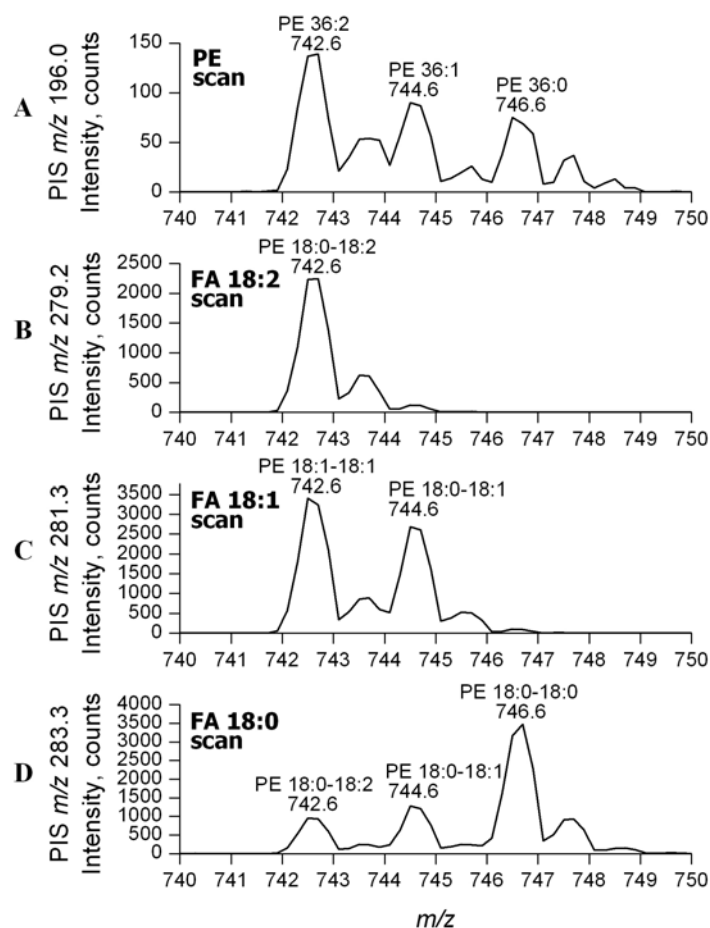 A
PIS m/z 196.0
Intensity, counts
PE
scan
PE 36:2
742.6
PE 36:1
744.6
PE 36:0
746.6
150
100
50
0
740 741 742 743 744 745 746 747 748 749 750
B
PIS m/z 279.2
Intensity, counts
FA 18:2
scan
PE 18:0-18:2
742.6
2500
2000
1500
1000
500
0
740 741 742 743 744 745 746 747 748 749 750
C
PIS m/z 281.3
Intensity, counts
FA 18:1
scan
PE 18:1-18:1
742.6
PE 18:0-18:1
744.6
3500
3000
2500
2000
1500
1000
500
0
740 741 742 743 744 745 746 747 748 749 750
D
PIS m/z 283.3
Intensity, counts
FA 18:0
scan
PE 18:0-18:2
742.6
PE 18:0-18:1
744.6
PE 18:0-18:0
746.6
4000
3500
3000
2500
2000
1500
1000
500
0
740 741 742 743 744 745 746 747 748 749 750
m/z